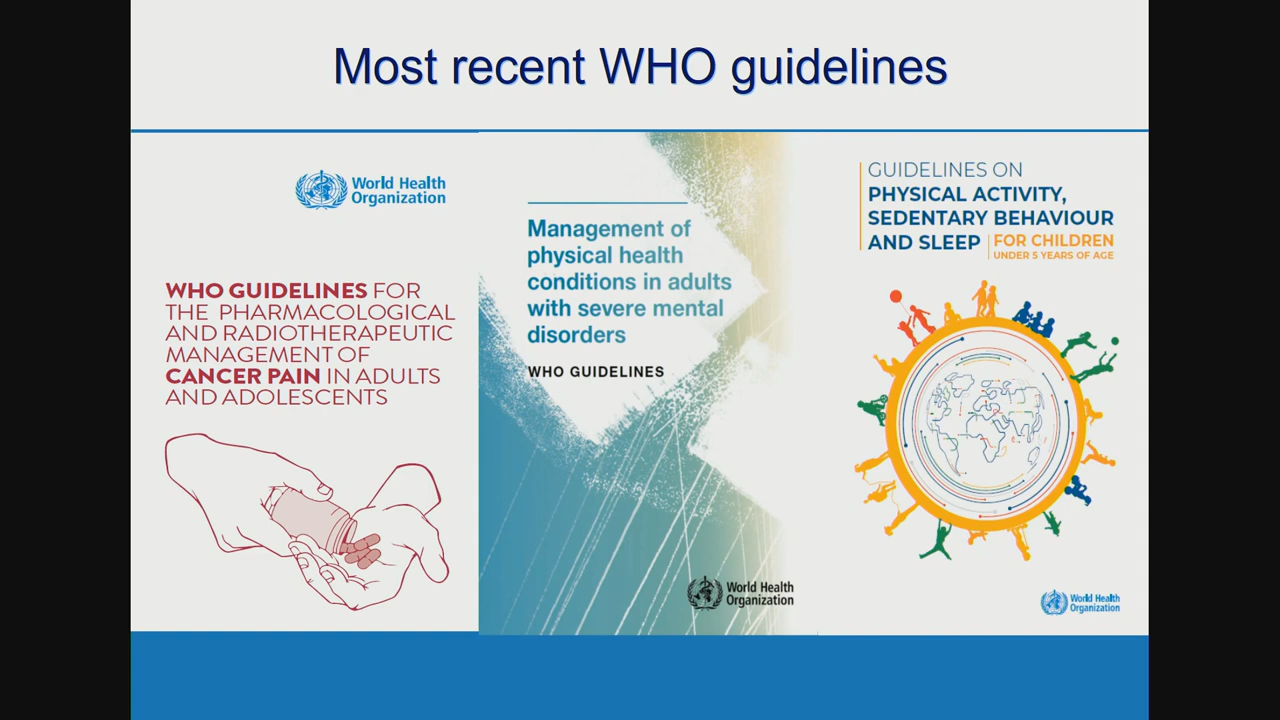 Most recent WHO guidelines
World Health
Organization
WHO GUIDELINES FOR
THE PHARMACOLOGICAL
AND RADIOTHERAPEUTIC
MANAGEMENT OF
CANCER PAIN IN ADULTS
AND ADOLESCENTS
Management of
physical health
conditions in adults
with severe mental
disorders
WHO GUIDELINES
World Health
Organization
GUIDELINES ON
PHYSICAL ACTIVITY,
SEDENTARY BEHAVIOUR
AND SLEEP FOR CHILDREN
UNDER 5 YEARS OF AGE
World Health
Organization